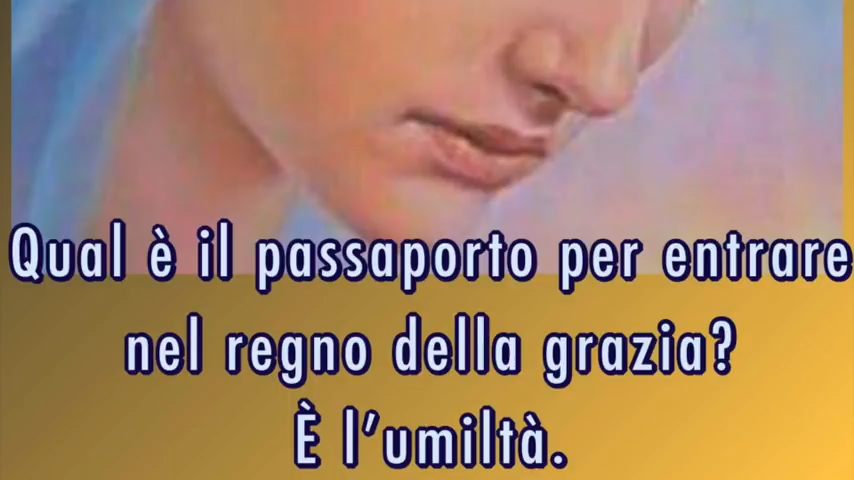 Qual è il passaporto per entrare
nel regno della grazia?
È l’umiltà.